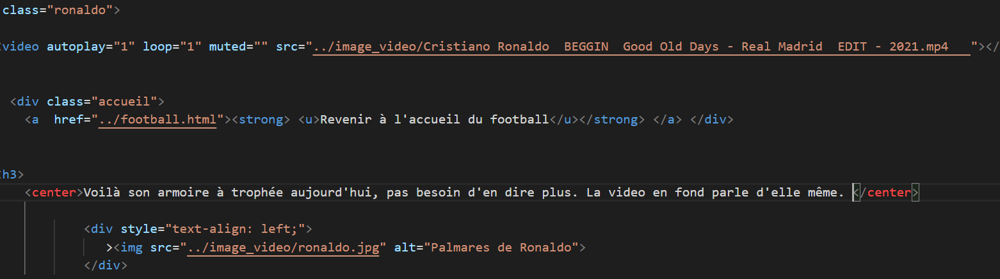 class="ronaldo">
video autoplay="1" loop="1" muted="" src="../image_video/Cristiano Ronaldo  BEGGIN  Good Old Days - Real Madrid  EDIT - 2021.mp4   "></
<div class="accueil">
<a  href="../football.html"><strong> <u>Revenir à l'accueil du football</u></strong> </a> </div>
h3>
<center>Voilà son armoire à trophée aujourd'hui, pas besoin d'en dire plus. La video en fond parle d'elle même. </center>
<div style="text-align: left;">
><img src="../image_video/ronaldo.jpg" alt="Palmares de Ronaldo">
</div>